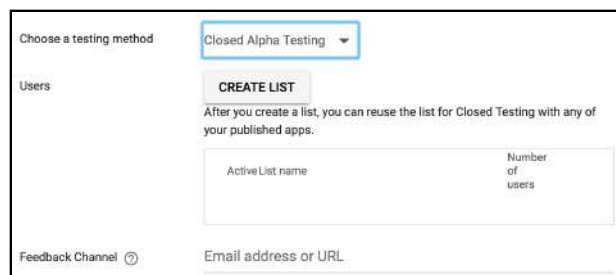 Choose a testing method Closed Alpha Testing
Users CREATE LIST
After you create a list, you can reuse the list for Closed Testing with any of
your published apps.
Active List name Number
of
users
Feedback Channel Email address or URL